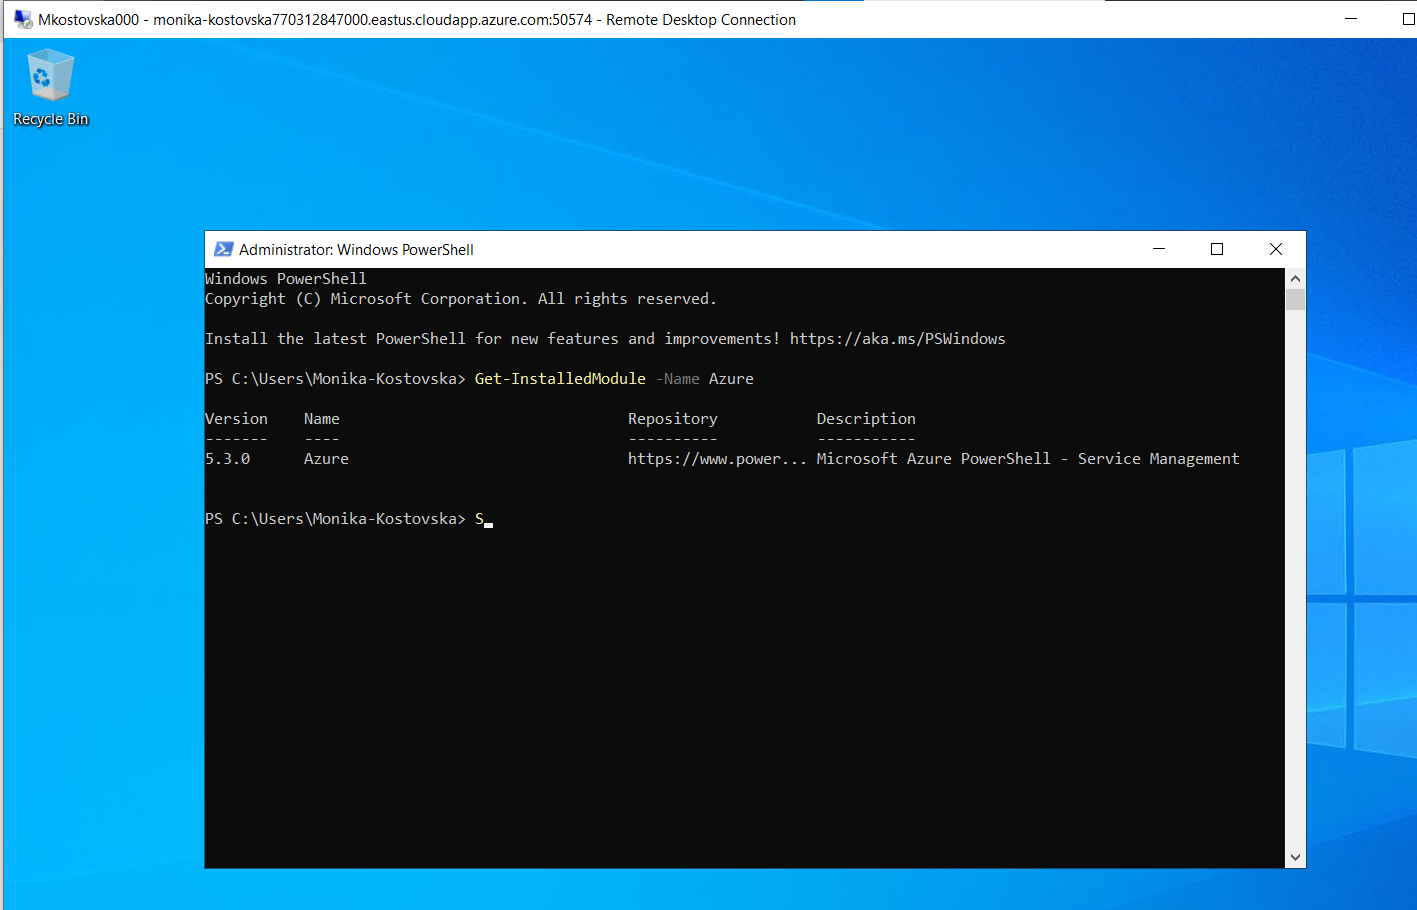 Mkostovska000 - monika-kostovska770312847000.eastus.cloudapp.azure.com:50574 - Remote Desktop Connection
Recycle Bin
Administrator: Windows PowerShell
Windows PowerShell
Copyright (C) Microsoft Corporation. All rights reserved.
Install the latest PowerShell for new features and improvements! https://aka.ms/PSWindows
PS C:\Users\Monika-Kostovska> Get-InstalledModule -Name Azure
Version Name Repository Description
------- ---- ---------- -----------
5.3.0 Azure https://www.power... Microsoft Azure PowerShell - Service Management
PS C:\Users\Monika-Kostovska> S